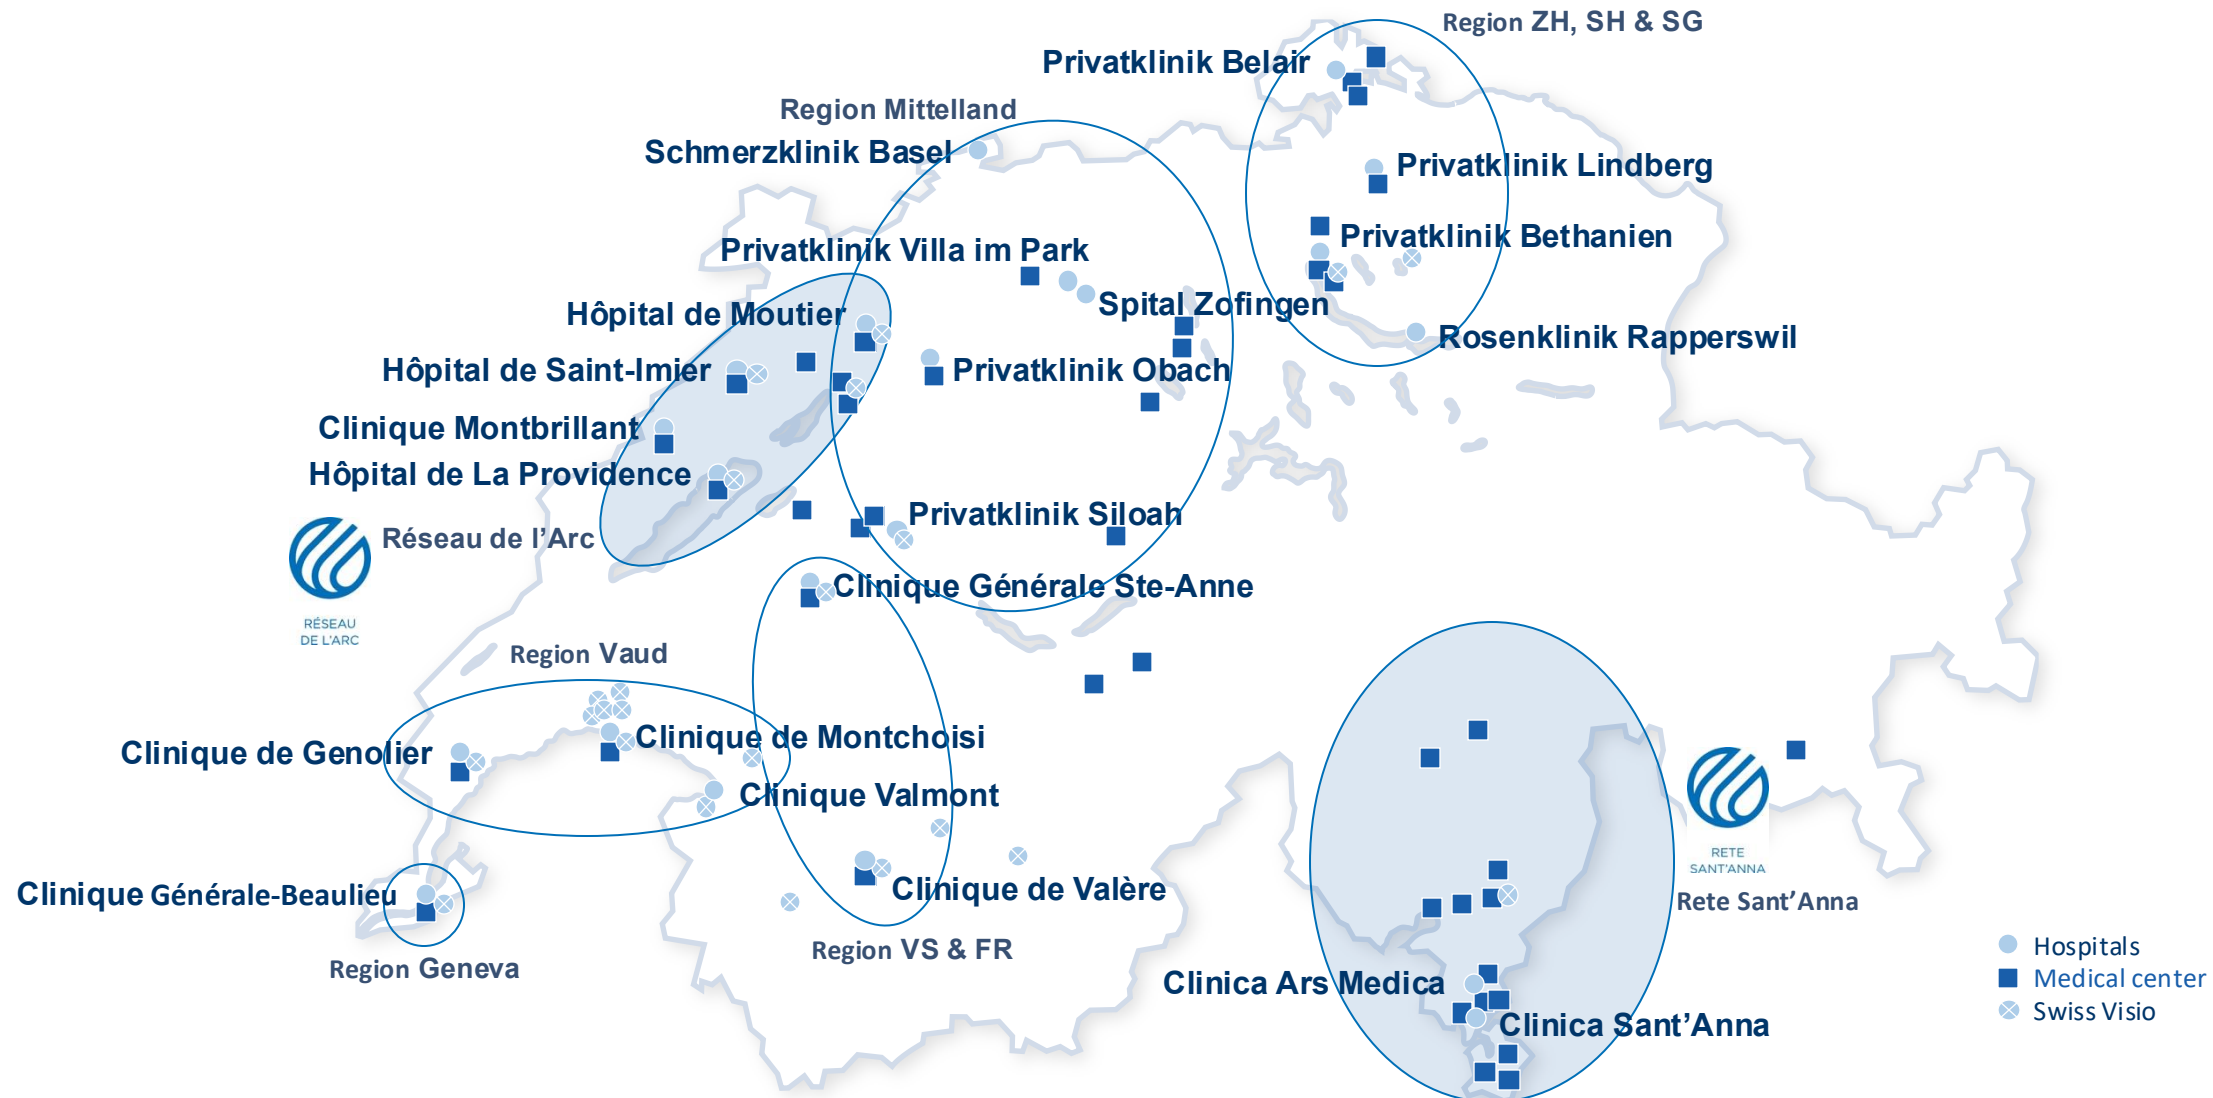 Region ZH, SH & SG
Privatklinik Belair
Region Mittelland
Schmerzklinik Basel
Privatklinik Lindberg
Privatklinik Villa im Park
Privatklinik Bethanien
Hôpital de Moutier
Spital Zofingen
Rosenklinik Rapperswil
Hôpital de Saint-Imier
Privatklinik Obach
Clinique Montbrillant
Hôpital de La Providence
Privatklinik Siloah
Réseau de l’Arc
RÉSEAU
DE L'ARC
Clinique Générale Ste-Anne
Region Vaud
Clinique de Montchoisi
Clinique de Genolier
Clinique Valmont
RETE
SANT'ANNA
Clinique Générale-Beaulieu
Clinique de Valère
Rete Sant’Anna
Region VS & FR
Region Geneva
Clinica Ars Medica
Clinica Sant’Anna
Hospitals
Medical center
Swiss Visio